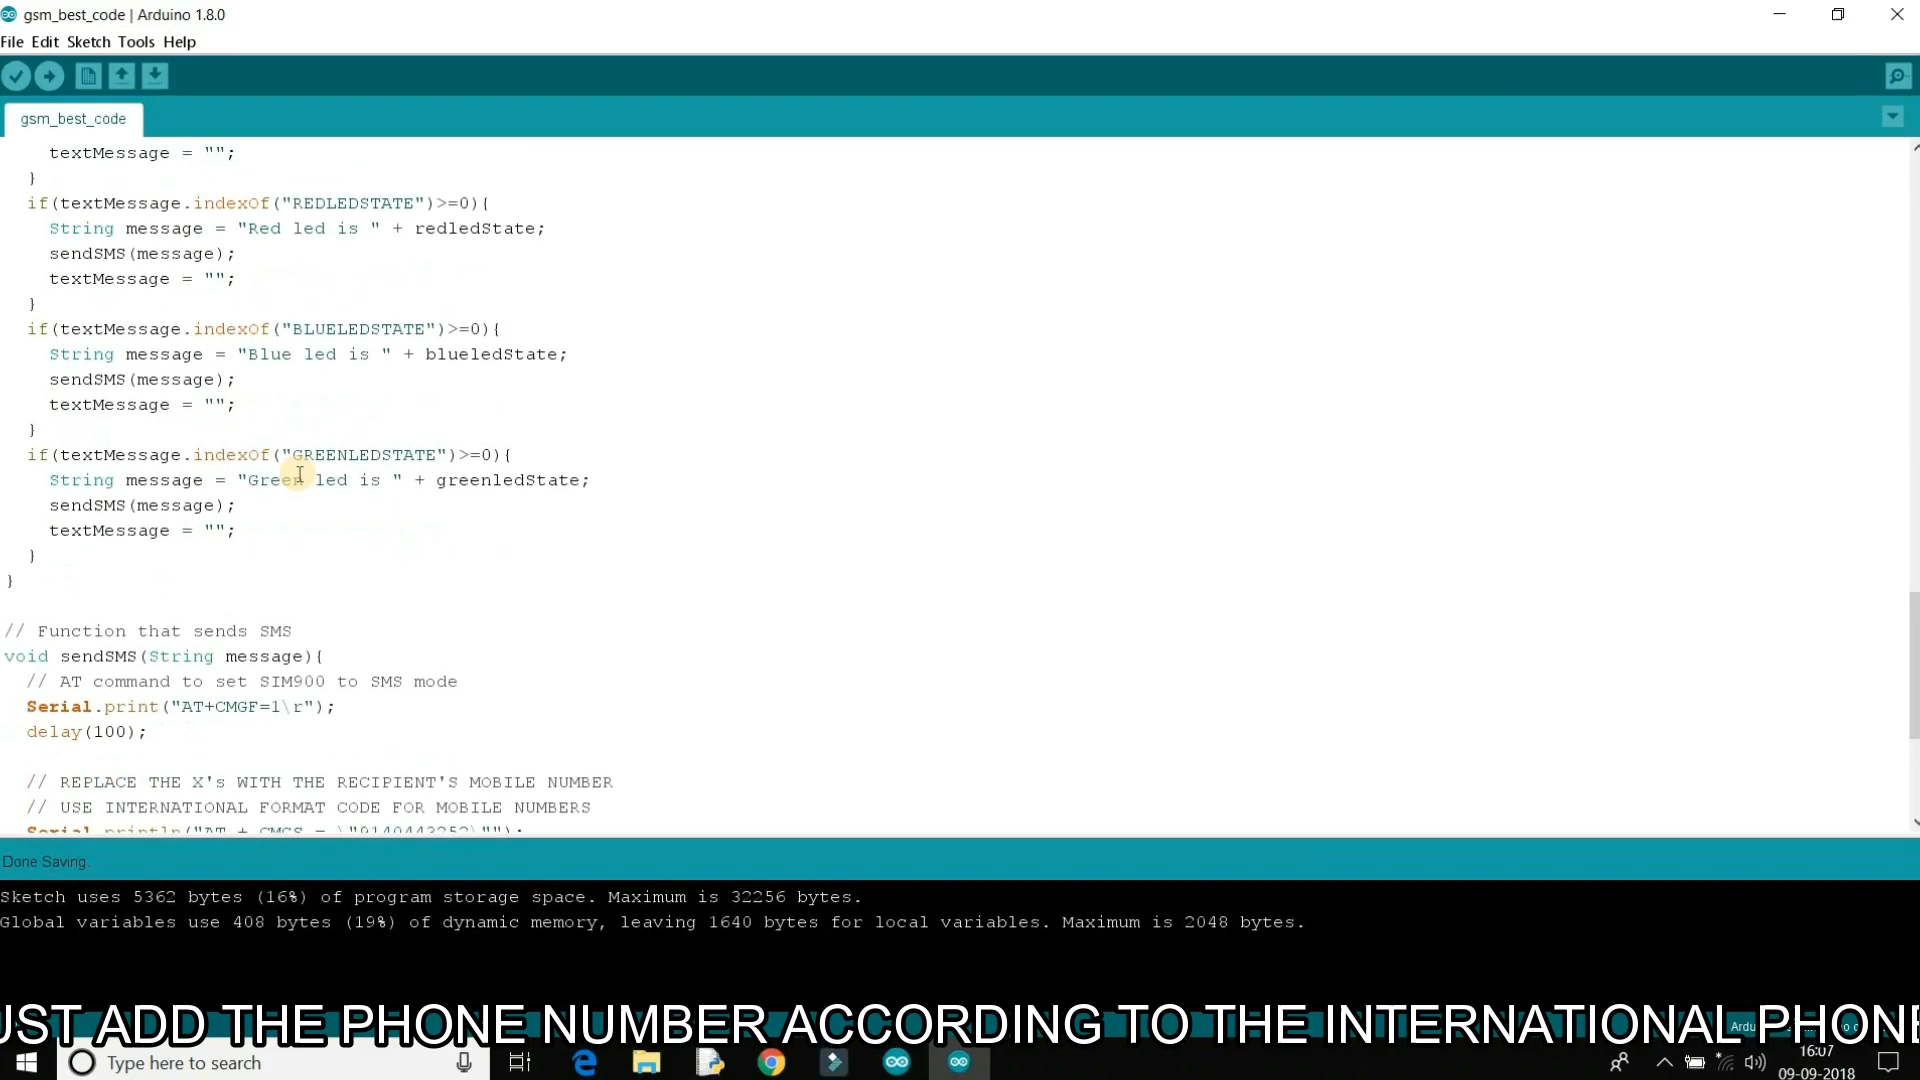 gsm_best_code | Arduino 1.8.0
File Edit Sketch Tools Help
gsm_best_code
textMessage = "";
}
if(textMessage.indexOf("REDLEDSTATE")>=0){
String message = "Red led is " + redledState;
sendSMS(message);
textMessage = "";
}
if(textMessage.indexOf("BLUELEDSTATE")>=0){
String message = "Blue led is " + blueledState;
sendSMS(message);
textMessage = "";
}
if(textMessage.indexOf("GREENLEDSTATE")>=0){
String message = "Green led is " + greenledState;
sendSMS(message);
textMessage = "";
}
}
// Function that sends SMS
void sendSMS(String message){
// AT command to set SIM900 to SMS mode
Serial.print("AT+CMGF=1\r");
delay(100);
// REPLACE THE X's WITH THE RECIPIENT'S MOBILE NUMBER
// USE INTERNATIONAL FORMAT CODE FOR MOBILE NUMBERS
Serial.println("AT + CMGS = \"9140443252\"");
Done Saving.
Sketch uses 5362 bytes (16%) of program storage space. Maximum is 32256 bytes.
Global variables use 408 bytes (19%) of dynamic memory, leaving 1640 bytes for local variables. Maximum is 2048 bytes.
UST ADD THE PHONE NUMBER ACCORDING TO THE INTERNATIONAL PHONE
Type here to search
16:07
09-09-2018